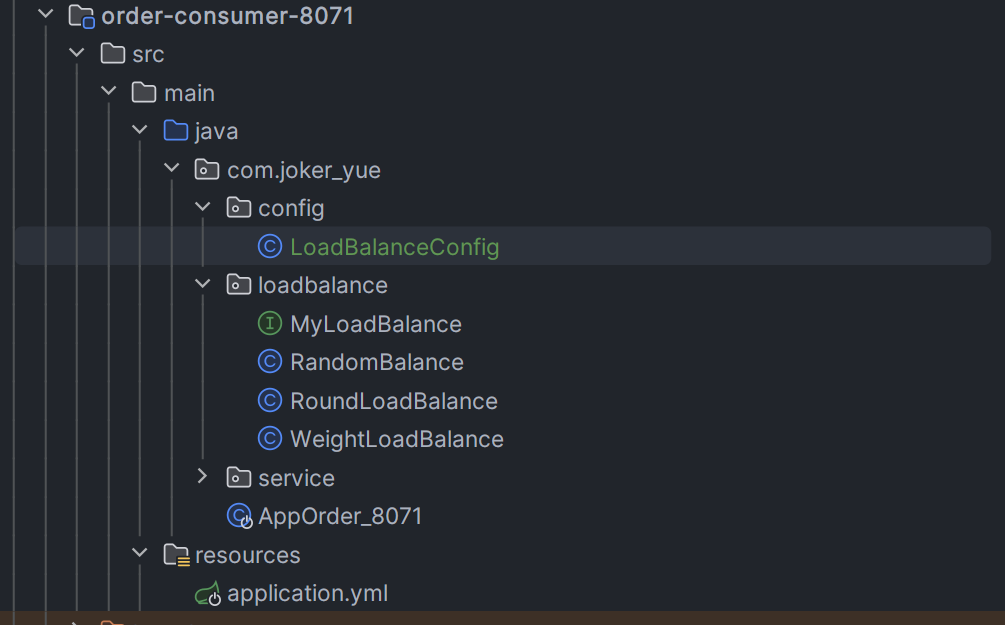 order-consumer-8071
src
main
java
com.joker_yue
config
C LoadBalanceConfig
loadbalance
I MyLoadBalance
C RandomBalance
C RoundLoadBalance
C WeightLoadBalance
service
C AppOrder_8071
resources
application.yml